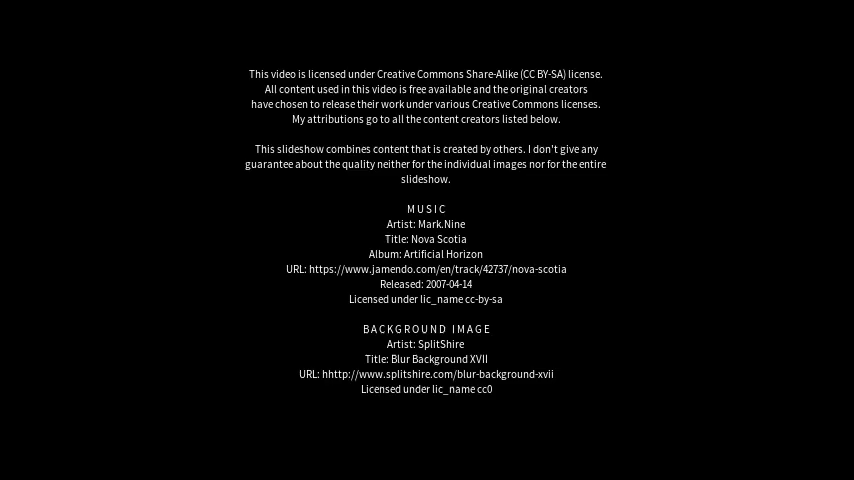 This video is licensed under Creative Commons Share-Alike (CC BY-SA) license.
All content used in this video is free available and the original creators
have chosen to release their work under various Creative Commons licenses.
My attributions go to all the content creators listed below.
This slideshow combines content that is created by others. I don't give any
guarantee about the quality neither for the individual images nor for the entire
slideshow.
MUSIC
Artist: Mark.Nine
Title: Nova Scotia
Album: Artificial Horizon
URL: https://www.jamendo.com/en/track/42737/nova-scotia
Released: 2007-04-14
Licensed under lic_name cc-by-sa
BACKGROUND IMAGE
Artist: SplitShire
Title: Blur Background XVII
URL: hhttp://www.splitshire.com/blur-background-xvii
Licensed under lic_name cc0